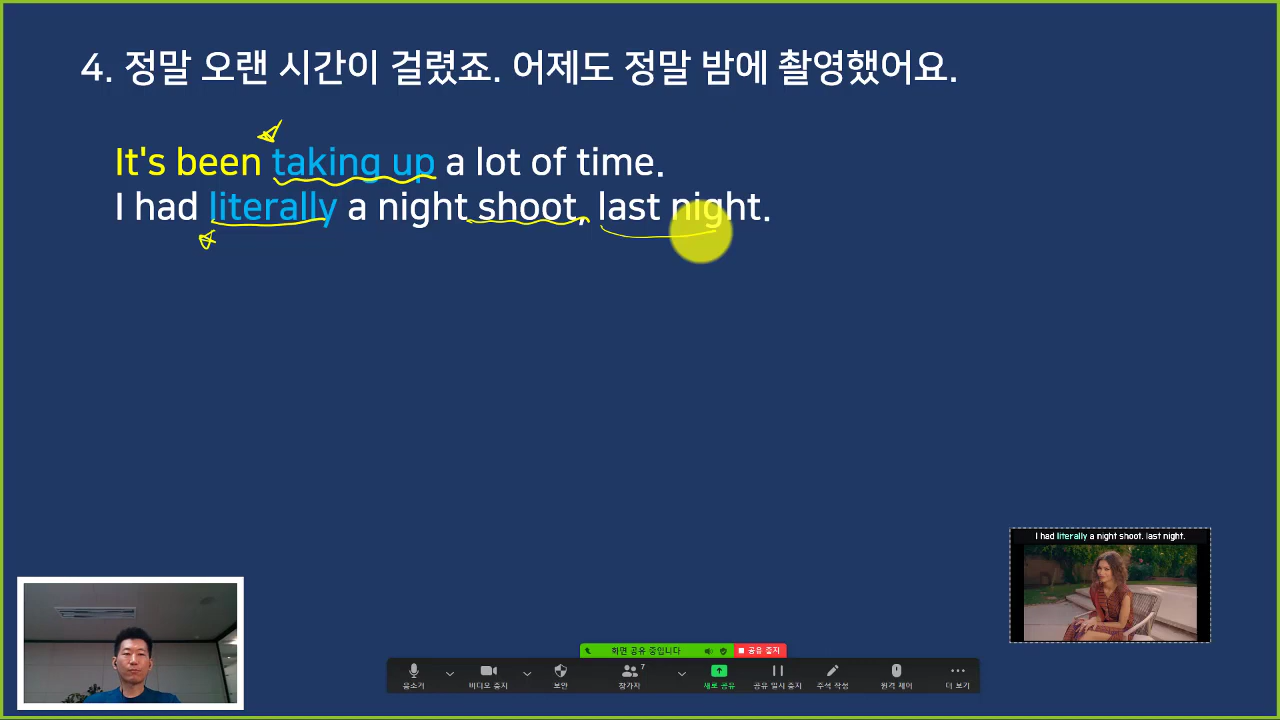 4. 정말 오랜 시간이 걸렸죠. 어제도 정말 밤에 촬영했어요.
It's been taking up a lot of time.
I had literally a night shoot, last night.
I had literally a night shoot. last night.
화면 공유 중입니다
공유 중지
7
음소거
비디오 중지
보안
참가자
새로 공유
공유 일시 중지
주석 작성
원격 제어
더 보기